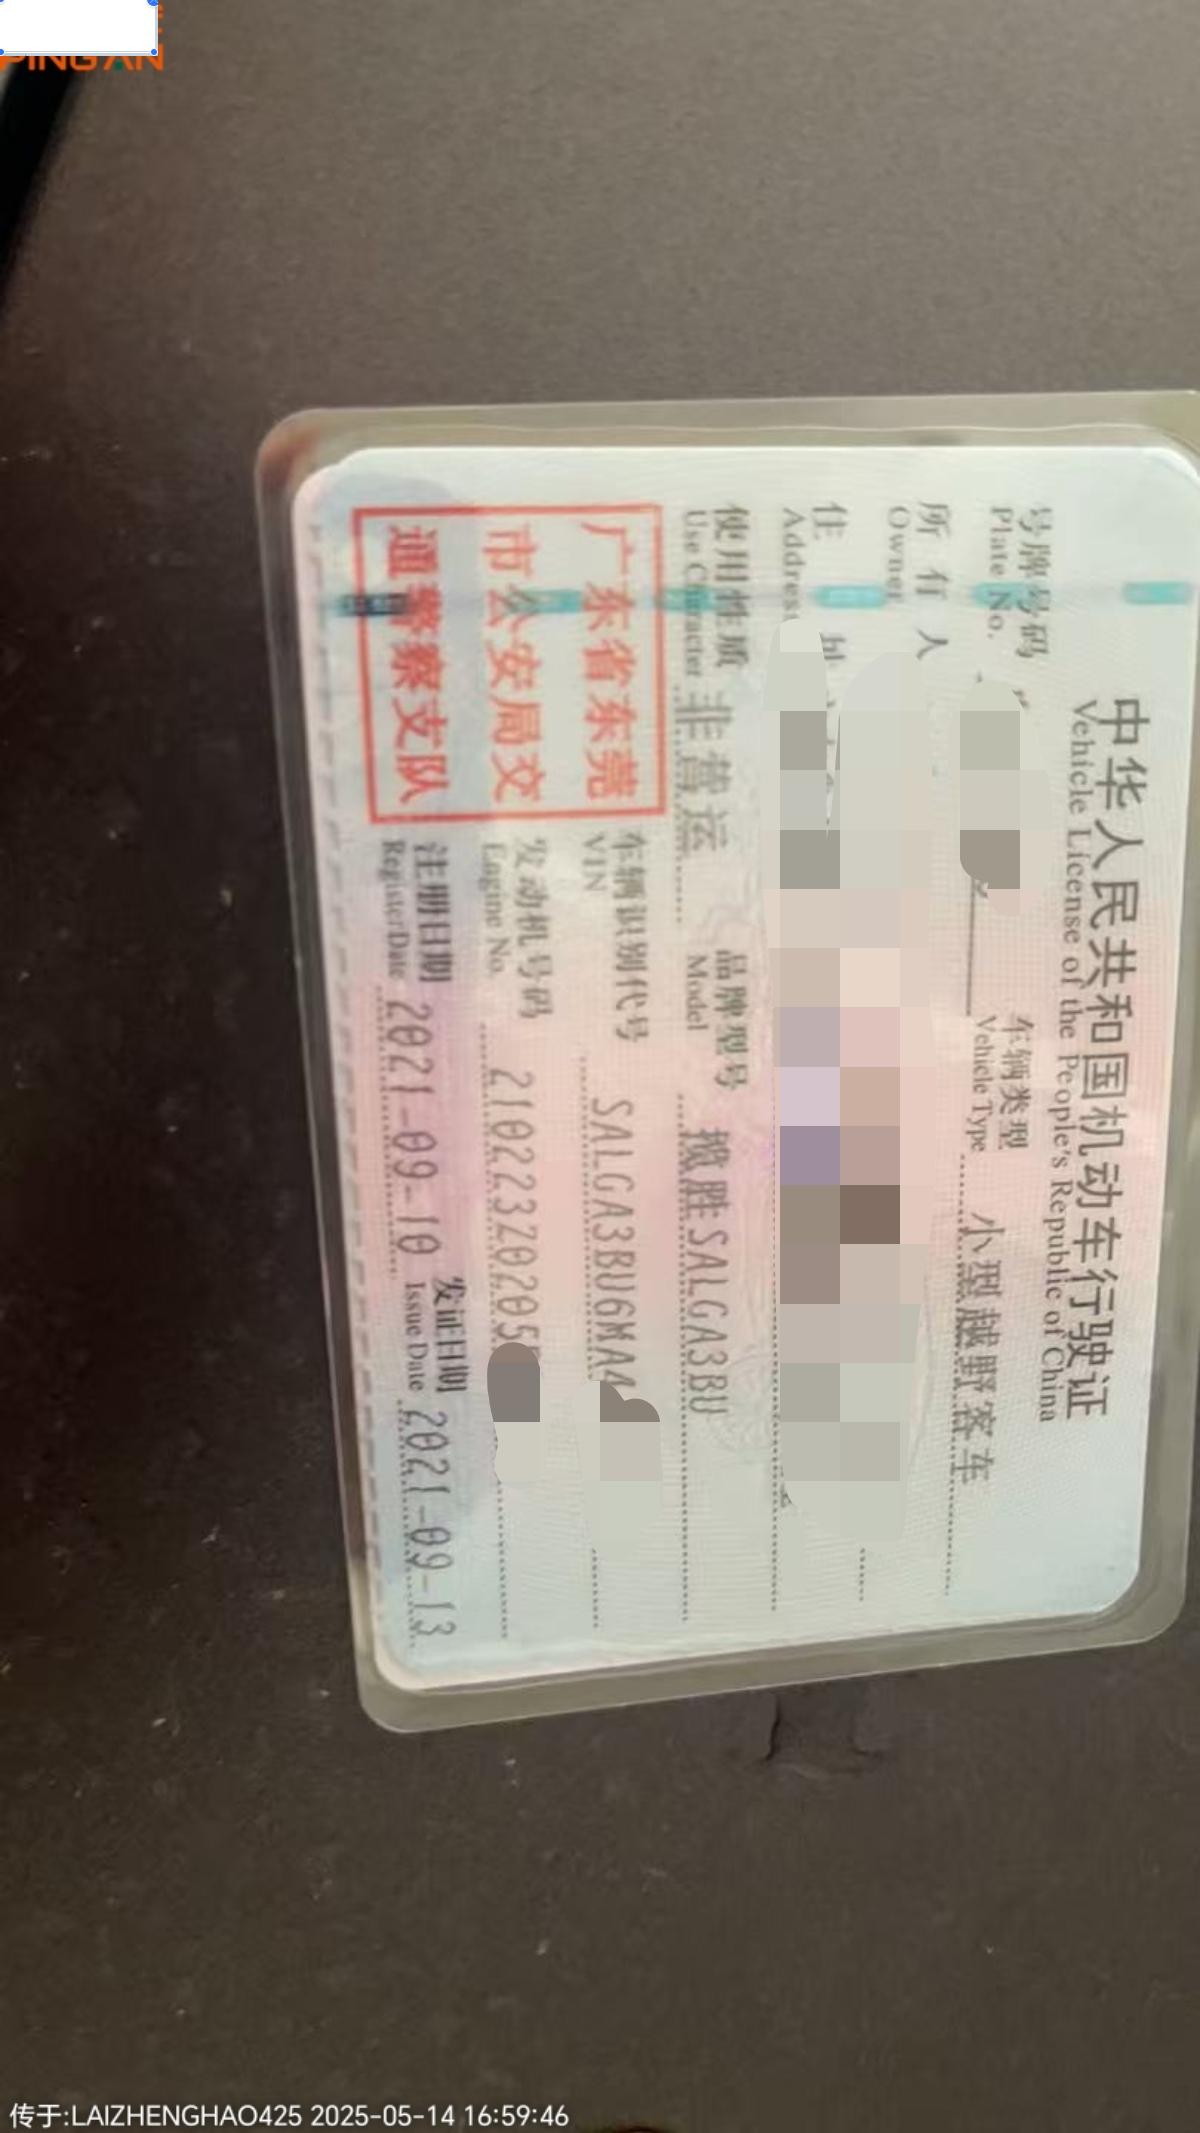 PING AN
中华人民共和国机动车行驶证
Vehicle License of the People's Republic of China
号牌号码
Plate No.
车辆类型 小型越野客车
Vehicle Type
所有人
Owner
住址
Address
使用性质 非营运
Use Character
品牌型号 揽胜SALGA3BU
Model
广东省东莞
市公安局交
通警察支队
车辆识别代号 SALGA3BU6MA4
VIN
发动机号码 210223Z0205
Engine No.
注册日期 2021-09-10
RegisterDate
发证日期 2021-09-13
Issue Date
传于:LAIZHENGHAO425 2025-05-14 16:59:46